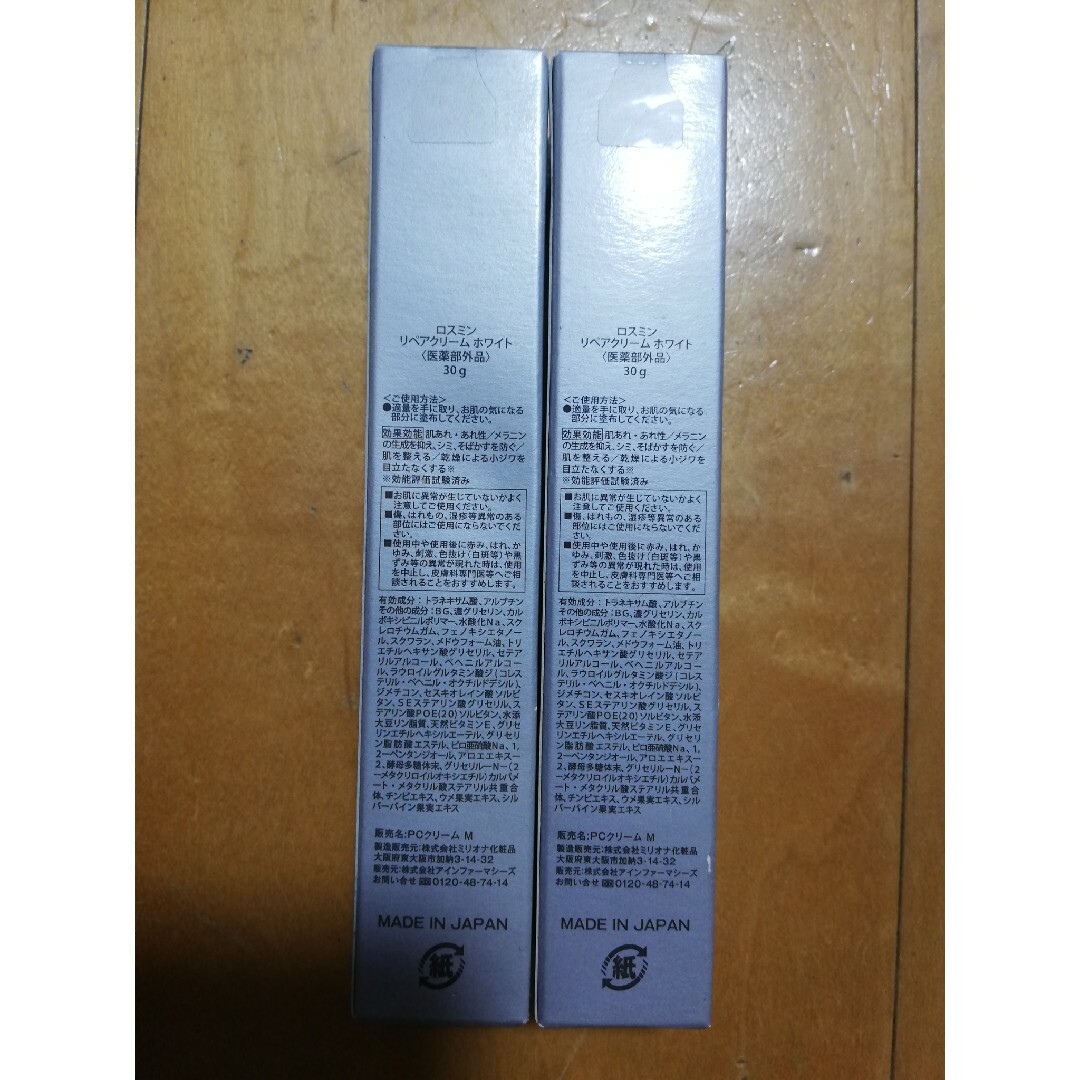 ロスミン
リペアクリーム ホワイト
〈医薬部外品〉
30g
＜ご使用方法＞
●適量を手に取り、お肌の気になる
部分に塗布してください。
効果効能 肌あれ・あれ性／メラニン
の生成を抑え、シミ、そばかすを防ぐ／
肌を整える／乾燥による小ジワを
目立たなくする※
※効能評価試験済み
■お肌に異常が生じていないかよく
注意してご使用ください。
■傷、はれもの、湿疹等異常のある
部位にはご使用にならないでくだ
さい。
■使用中や使用後に赤み、はれ、か
ゆみ、刺激、色抜け(白斑等)や黒
ずみ等の異常が現れた時は、使用
を中止し、皮膚科専門医等へご相
談されることをおすすめします。
有効成分：トラネキサム酸、アルブチン
その他の成分：BG、濃グリセリン、カル
ボキシビニルポリマー、水酸化Na、スク
レロチウムガム、フェノキシエタノー
ル、スクワラン、メドウフォーム油、トリ
エチルヘキサン酸グリセリル、セテア
リルアルコール、ベヘニルアルコー
ル、ラウロイルグルタミン酸ジ(コレス
テリル・ベヘニル・オクチルドデシル)、
ジメチコン、セスキオレイン酸ソルビ
タン、SEステアリン酸グリセリル、ス
テアリン酸POE(20)ソルビタン、水添
大豆リン脂質、天然ビタミンE、グリセ
リンエチルヘキシルエーテル、グリセリ
ン脂肪酸エステル、ピロ亜硫酸Na、1,
2ーペンタンジオール、アロエエキスー
2、酵母多糖体末、グリセリルーNー(2
ーメタクリロイルオキシエチル)カルバメ
ート・メタクリル酸ステアリル共重合
体、チンピエキス、ウメ果実エキス、シル
バーバイン果実エキス
販売名：PCクリーム M
製造販売元：株式会社ミリオナ化粧品
大阪府東大阪市加納3-14-32
販売元：株式会社アインファーマシーズ
お問い合せ 0120-48-74-14
MADE IN JAPAN
紙
ロスミン
リペアクリーム ホワイト
〈医薬部外品〉
30g
＜ご使用方法＞
●適量を手に取り、お肌の気になる
部分に塗布してください。
効果効能 肌あれ・あれ性／メラニン
の生成を抑え、シミ、そばかすを防ぐ／
肌を整える／乾燥による小ジワを
目立たなくする※
※効能評価試験済み
■お肌に異常が生じていないかよく
注意してご使用ください。
■傷、はれもの、湿疹等異常のある
部位にはご使用にならないでくだ
さい。
■使用中や使用後に赤み、はれ、か
ゆみ、刺激、色抜け(白斑等)や黒
ずみ等の異常が現れた時は、使用
を中止し、皮膚科専門医等へご相
談されることをおすすめします。
有効成分：トラネキサム酸、アルブチン
その他の成分：BG、濃グリセリン、カル
ボキシビニルポリマー、水酸化Na、スク
レロチウムガム、フェノキシエタノー
ル、スクワラン、メドウフォーム油、トリ
エチルヘキサン酸グリセリル、セテア
リルアルコール、ベヘニルアルコー
ル、ラウロイルグルタミン酸ジ(コレス
テリル・ベヘニル・オクチルドデシル)、
ジメチコン、セスキオレイン酸ソルビ
タン、SEステアリン酸グリセリル、ス
テアリン酸POE(20)ソルビタン、水添
大豆リン脂質、天然ビタミンE、グリセ
リンエチルヘキシルエーテル、グリセリ
ン脂肪酸エステル、ピロ亜硫酸Na、1,
2ーペンタンジオール、アロエエキスー
2、酵母多糖体末、グリセリルーNー(2
ーメタクリロイルオキシエチル)カルバメ
ート・メタクリル酸ステアリル共重合
体、チンピエキス、ウメ果実エキス、シル
バーバイン果実エキス
販売名：PCクリーム M
製造販売元：株式会社ミリオナ化粧品
大阪府東大阪市加納3-14-32
販売元：株式会社アインファーマシーズ
お問い合せ 0120-48-74-14
MADE IN JAPAN
紙